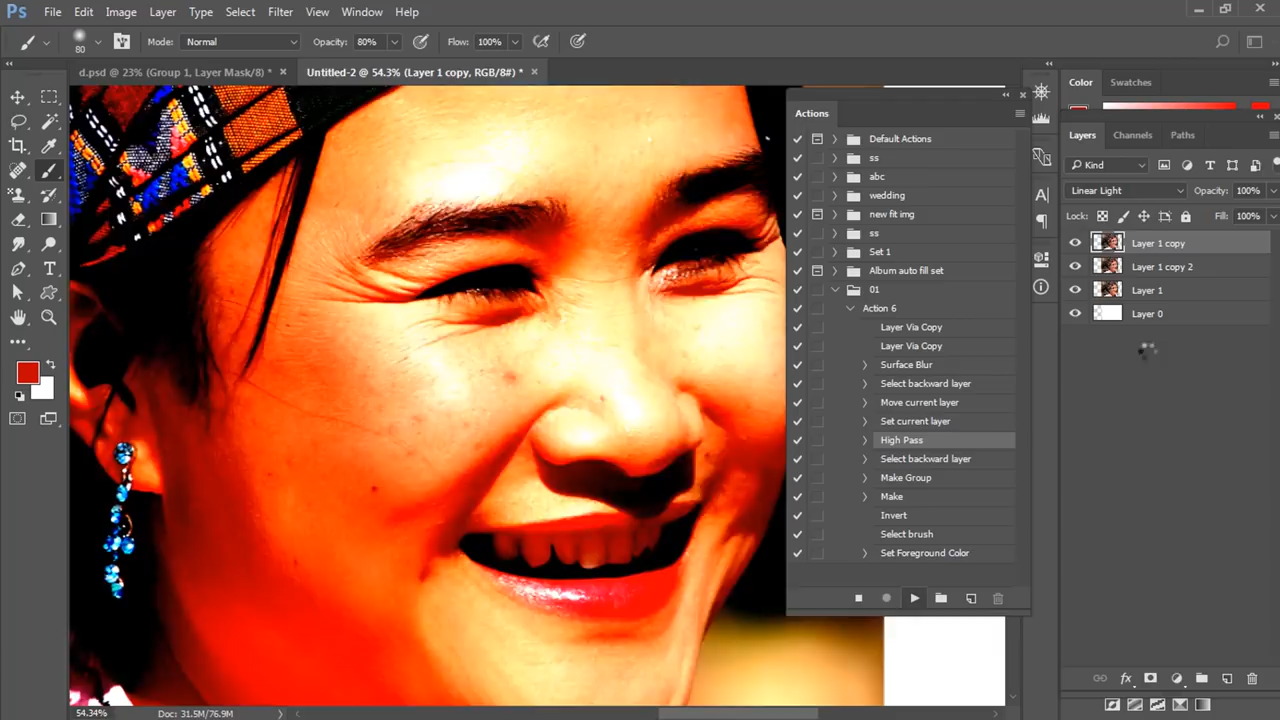 Ps File Edit Image Layer Type Select Filter View Window Help
80 Mode: Normal Opacity: 80% Flow: 100%
d.psd @ 23% (Group 1, Layer Mask/8) * × Untitled-2 @ 54.3% (Layer 1 copy, RGB/8#) * ×
Actions
Default Actions
ss
abc
wedding
new fit img
ss
Set 1
Album auto fill set
01
Action 6
Layer Via Copy
Layer Via Copy
Surface Blur
Select backward layer
Move current layer
Set current layer
High Pass
Select backward layer
Make Group
Make
Invert
Select brush
Set Foreground Color
Color Swatches
Layers Channels Paths
Kind
Linear Light Opacity: 100%
Lock: Fill: 100%
Layer 1 copy
Layer 1 copy 2
Layer 1
Layer 0
54.34% Doc: 31.5M/76.9M